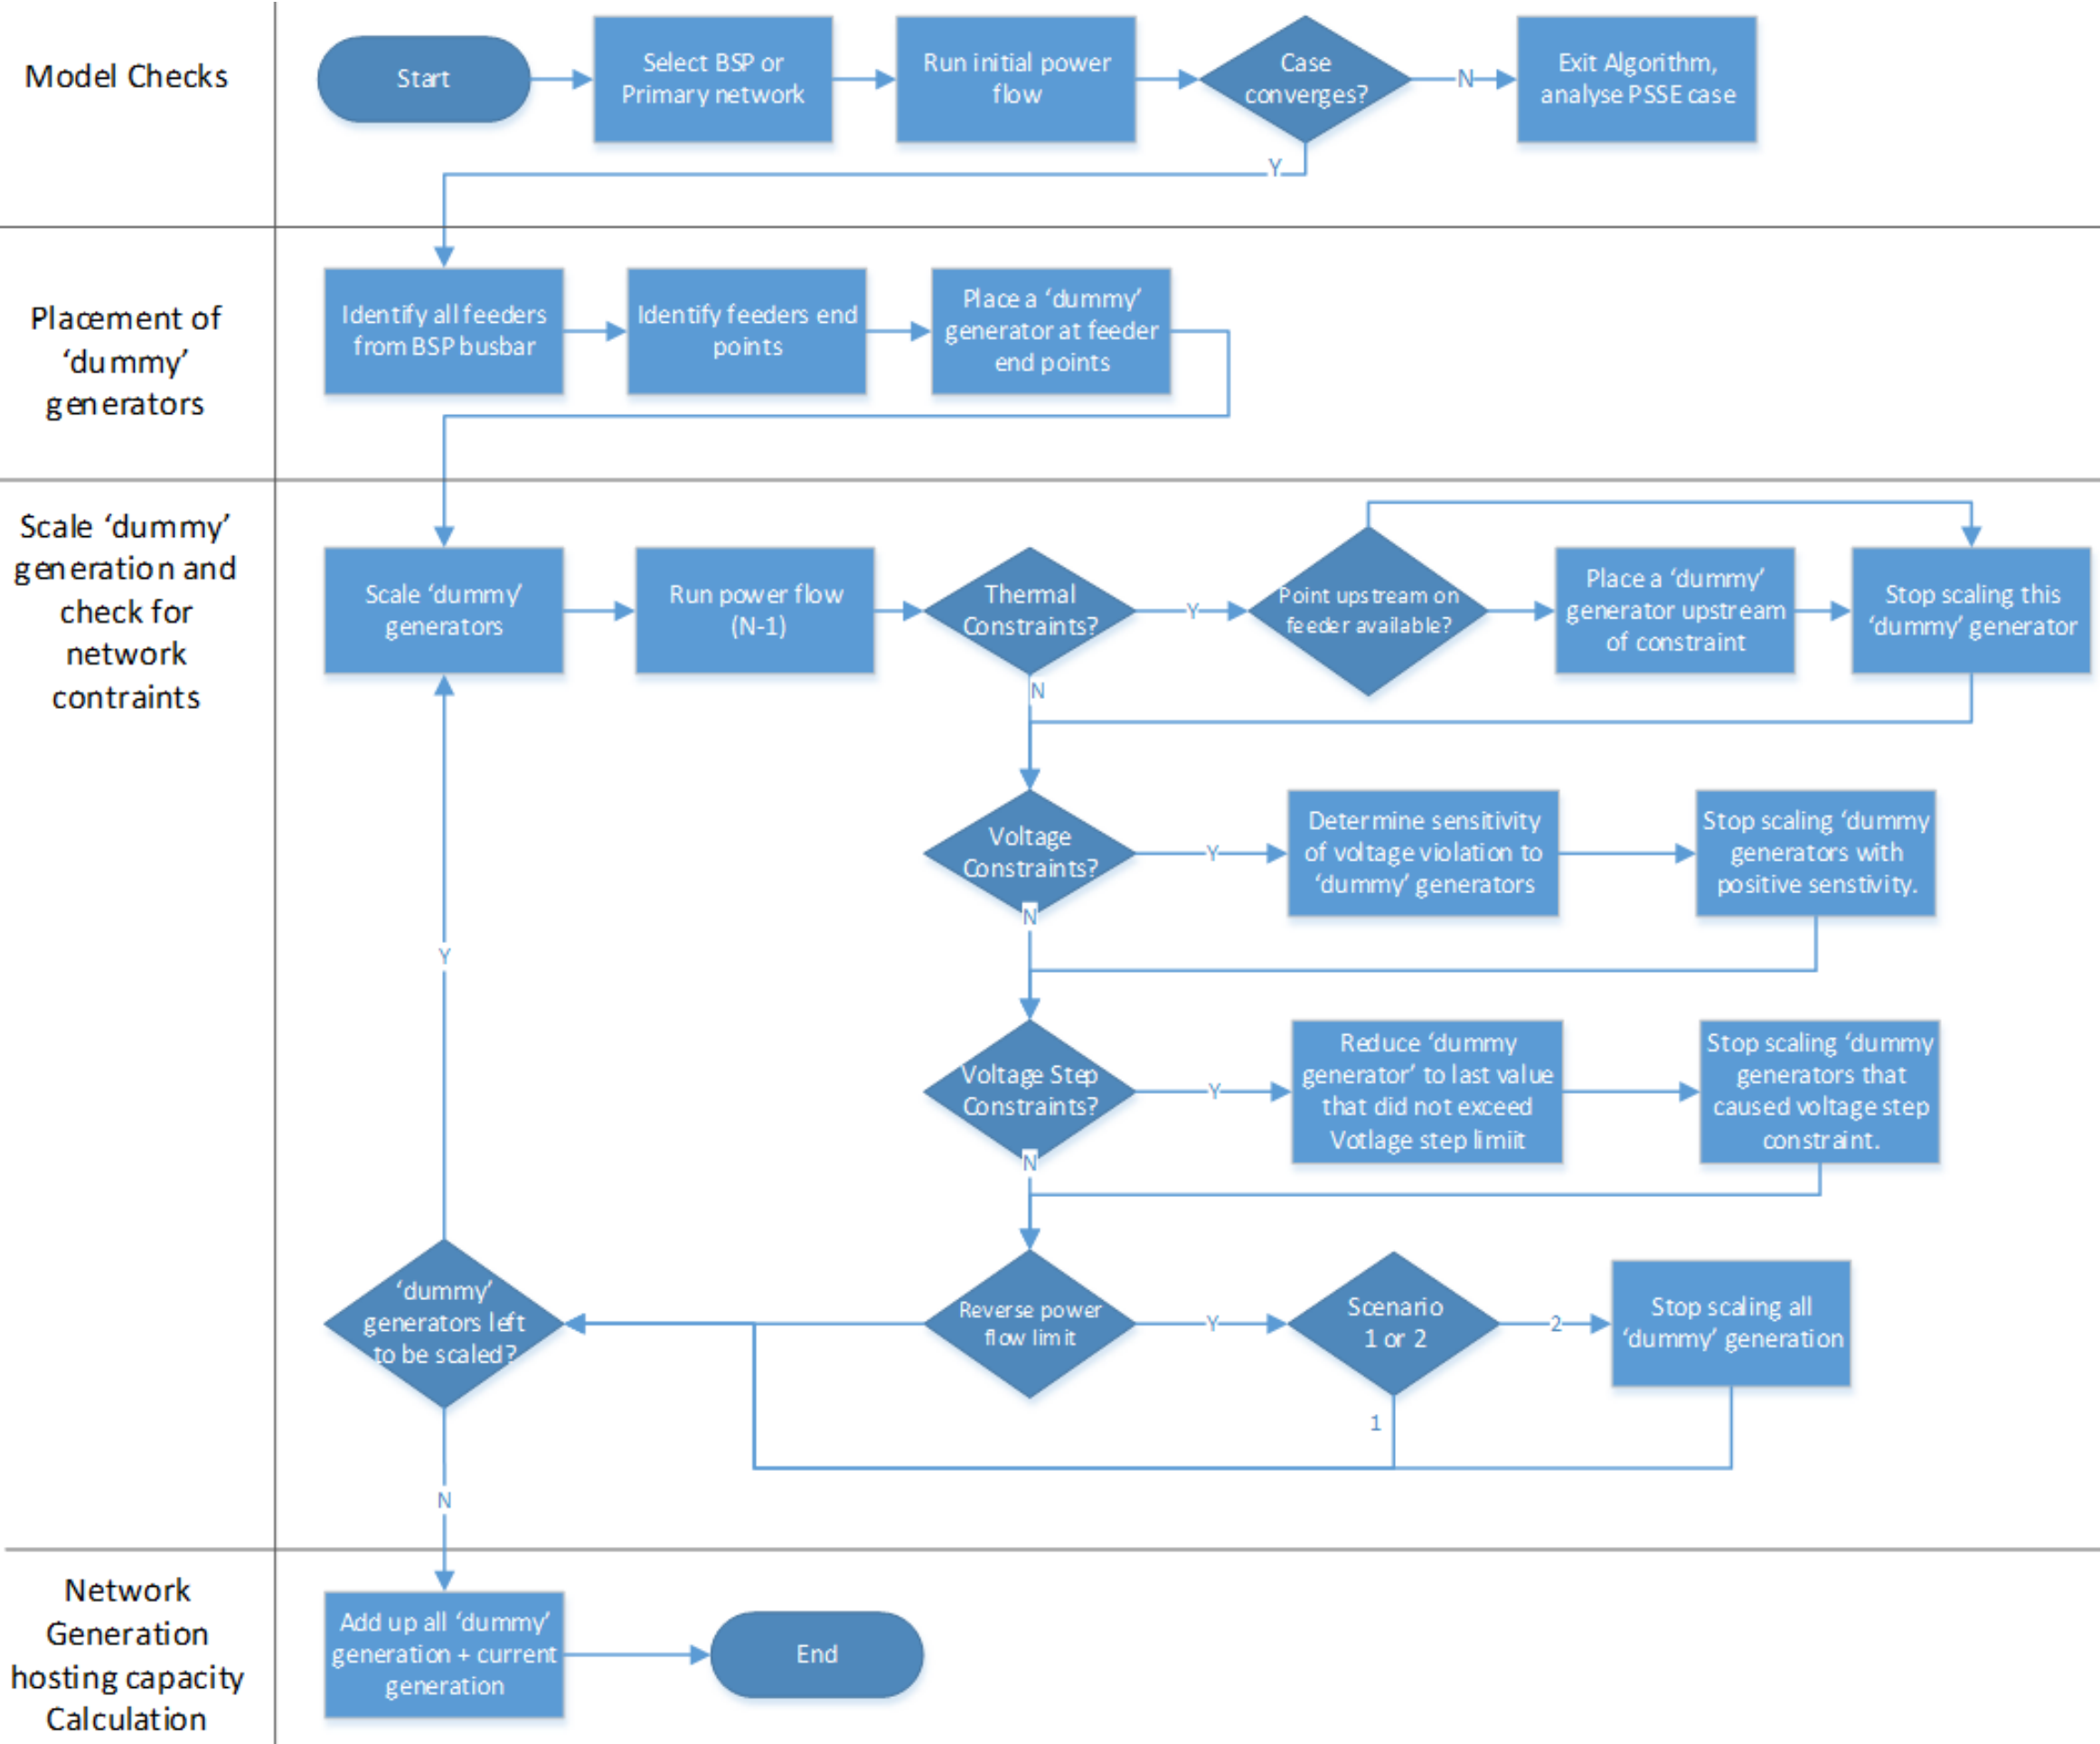 Model Checks
Start
Select BSP or
Primary network
Run initial power
flow
Case
converges?
N
Exit Algorithm,
analyse PSSE case
Y
Placement of
‘dummy’
generators
Identify all feeders
from BSP busbar
Identify feeders end
points
Place a ‘dummy’
generator at feeder
end points
Scale ‘dummy’
generation and
check for
network
contraints
Scale ‘dummy’
generators
Run power flow
(N-1)
Thermal
Constraints?
Y
Point upstream on
feeder available?
Place a ‘dummy’
generator upstream
of constraint
Stop scaling this
‘dummy’ generator
N
Voltage
Constraints?
Y
Determine sensitivity
of voltage violation to
‘dummy’ generators
Stop scaling ‘dummy
generators with
positive senstivity.
N
Y
Voltage Step
Constraints?
Y
Reduce ‘dummy
generator’ to last value
that did not exceed
Votlage step limiit
Stop scaling ‘dummy
generators that
caused voltage step
constraint.
N
‘dummy’
generators left
to be scaled?
Reverse power
flow limit
Y
Scenario
1 or 2
2
Stop scaling all
‘dummy’ generation
1
N
Network
Generation
hosting capacity
Calculation
Add up all ‘dummy’
generation + current
generation
End